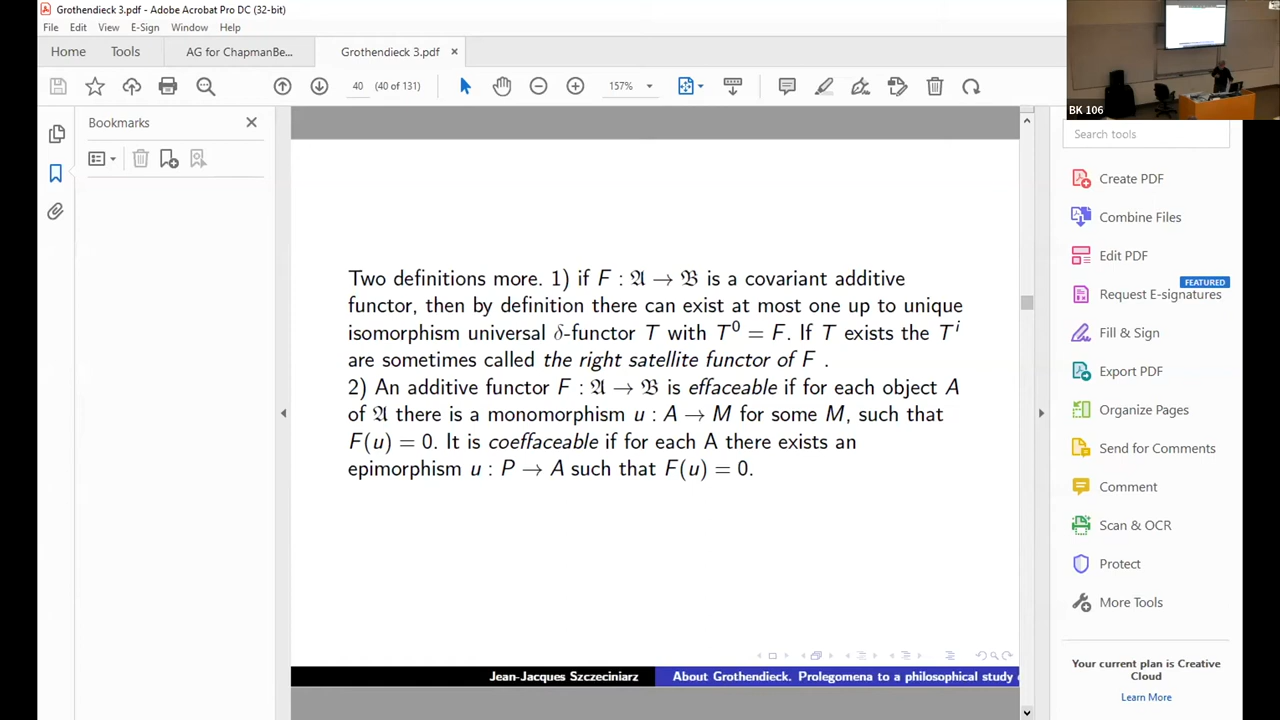 Grothendieck 3.pdf - Adobe Acrobat Pro DC (32-bit)
File Edit View E-Sign Window Help
Home Tools AG for ChapmanBe... Grothendieck 3.pdf ×
40 (40 of 131) 157%
BK 106
Bookmarks
Search tools
Two definitions more. 1) if F : 𝔄 → 𝔅 is a covariant additive
functor, then by definition there can exist at most one up to unique
isomorphism universal δ-functor T with T⁰ = F. If T exists the Tⁱ
are sometimes called the right satellite functor of F .
2) An additive functor F : 𝔄 → 𝔅 is effaceable if for each object A
of 𝔄 there is a monomorphism u : A → M for some M, such that
F(u) = 0. It is coeffaceable if for each A there exists an
epimorphism u : P → A such that F(u) = 0.
Jean-Jacques Szczeciniarz About Grothendieck. Prolegomena to a philosophical study
Create PDF
Combine Files
Edit PDF
FEATURED
Request E-signatures
Fill & Sign
Export PDF
Organize Pages
Send for Comments
Comment
Scan & OCR
Protect
More Tools
Your current plan is Creative
Cloud
Learn More